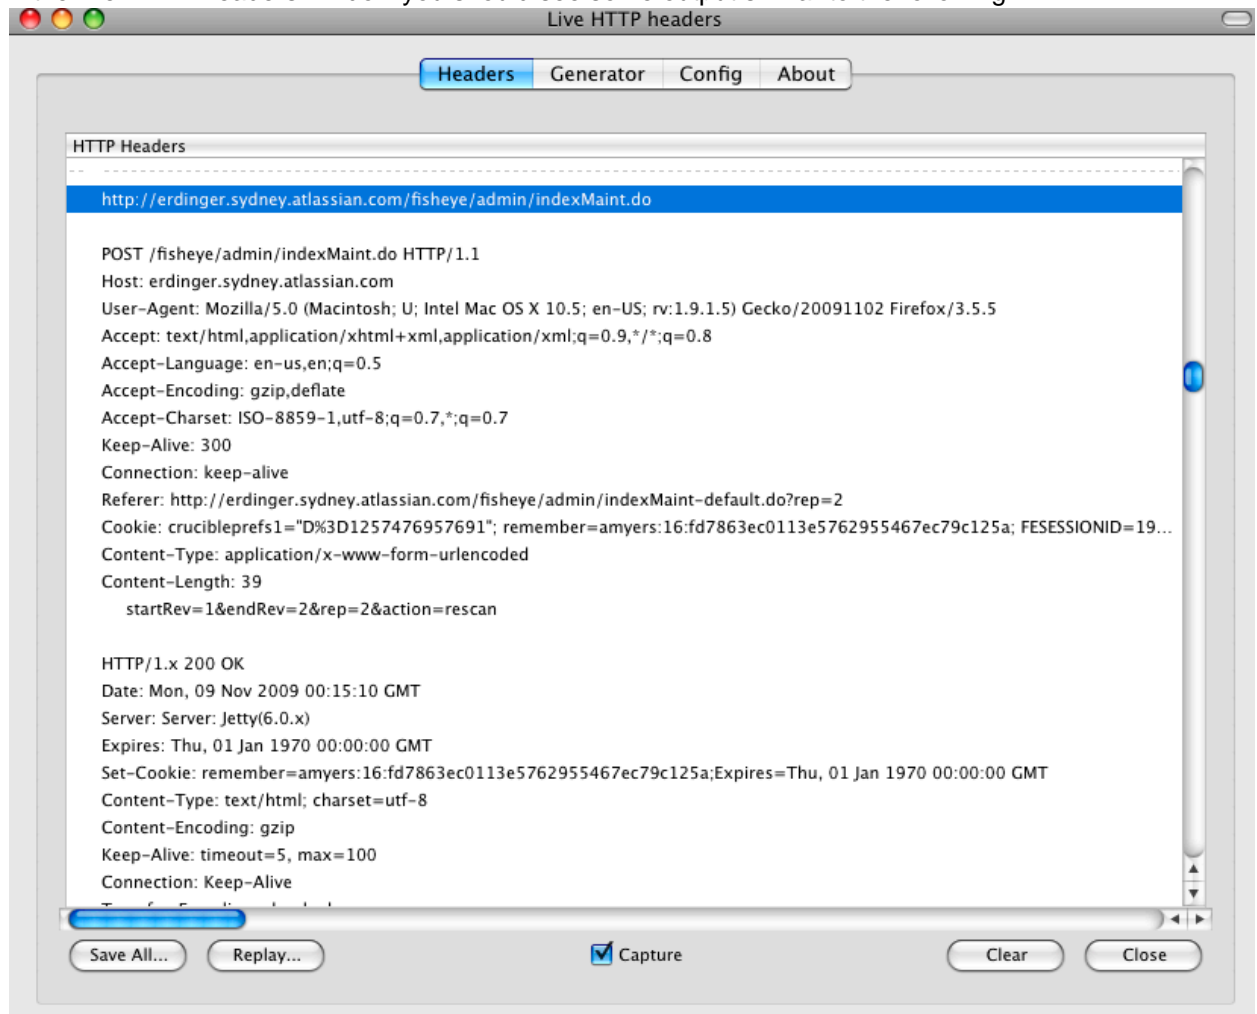 Live HTTP headers
Headers Generator Config About
HTTP Headers
http://erdinger.sydney.atlassian.com/fisheye/admin/indexMaint.do
POST /fisheye/admin/indexMaint.do HTTP/1.1
Host: erdinger.sydney.atlassian.com
User-Agent: Mozilla/5.0 (Macintosh; U; Intel Mac OS X 10.5; en-US; rv:1.9.1.5) Gecko/20091102 Firefox/3.5.5
Accept: text/html,application/xhtml+xml,application/xml;q=0.9,*/*;q=0.8
Accept-Language: en-us,en;q=0.5
Accept-Encoding: gzip,deflate
Accept-Charset: ISO-8859-1,utf-8;q=0.7,*;q=0.7
Keep-Alive: 300
Connection: keep-alive
Referer: http://erdinger.sydney.atlassian.com/fisheye/admin/indexMaint-default.do?rep=2
Cookie: crucibleprefs1="D%3D1257476957691"; remember=amyers:16:fd7863ec0113e5762955467ec79c125a; FESESSIONID=19...
Content-Type: application/x-www-form-urlencoded
Content-Length: 39
startRev=1&endRev=2&rep=2&action=rescan
HTTP/1.x 200 OK
Date: Mon, 09 Nov 2009 00:15:10 GMT
Server: Server: Jetty(6.0.x)
Expires: Thu, 01 Jan 1970 00:00:00 GMT
Set-Cookie: remember=amyers:16:fd7863ec0113e5762955467ec79c125a;Expires=Thu, 01 Jan 1970 00:00:00 GMT
Content-Type: text/html; charset=utf-8
Content-Encoding: gzip
Keep-Alive: timeout=5, max=100
Connection: Keep-Alive
Save All... Replay... Capture Clear Close